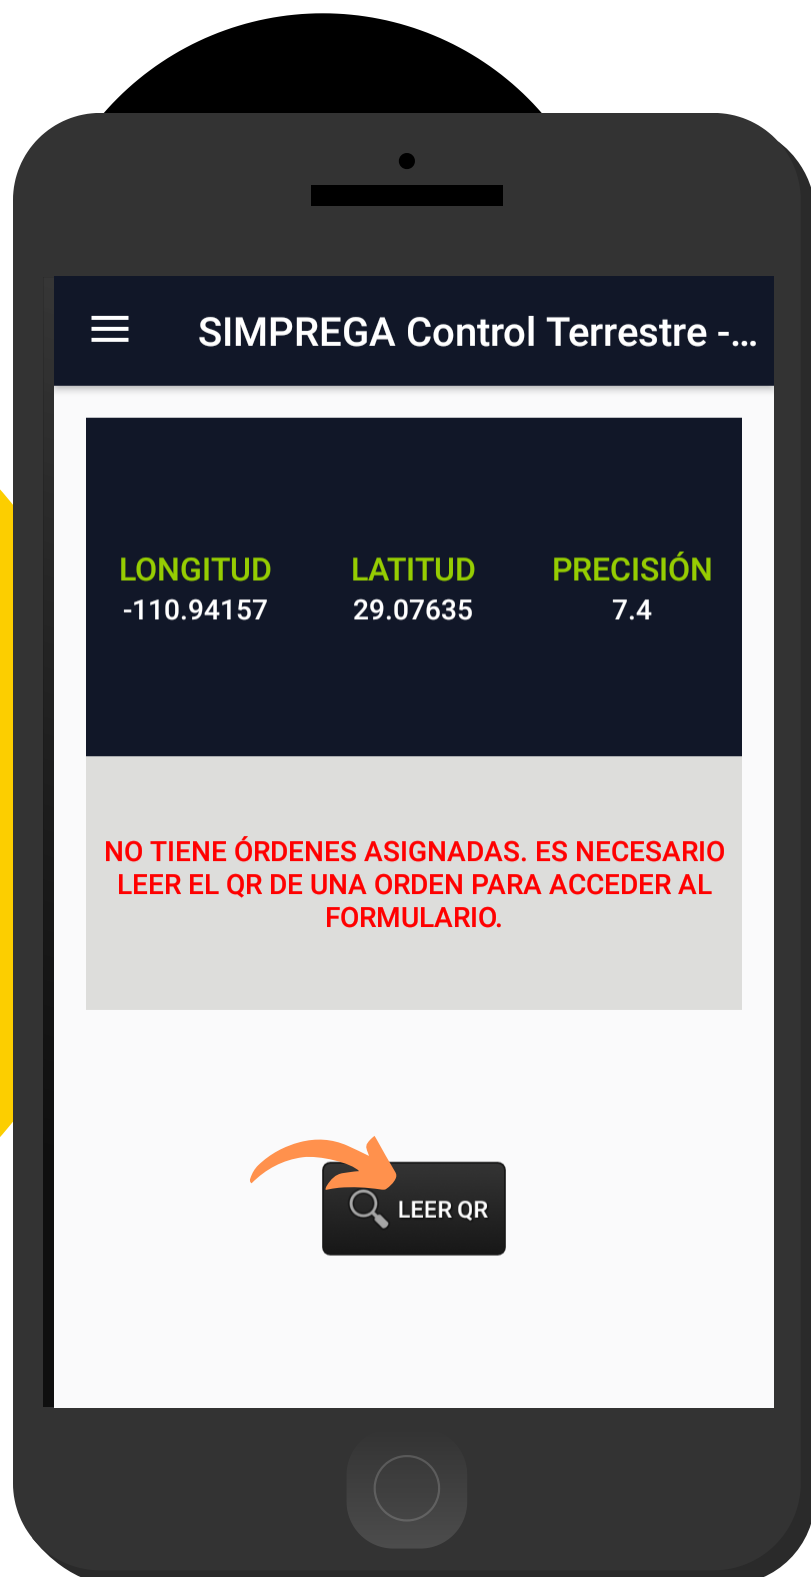 SIMPREGA Control Terrestre -...
LONGITUD LATITUD PRECISIÓN
-110.94157 29.07635 7.4
NO TIENE ÓRDENES ASIGNADAS. ES NECESARIO
LEER EL QR DE UNA ORDEN PARA ACCEDER AL
FORMULARIO.
LEER QR